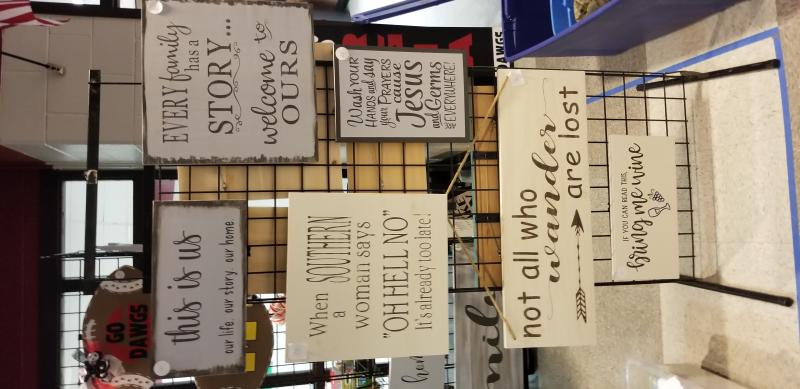 EVERY family
has a
STORY...
welcome to
OURS
Wash YOUR
HANDS and say
your PRAYERS
cause
Jesus
and Germs
are EVERYWHERE!
this is us
our life. our story. our home.
When SOUTHERN
a
woman says
"OH HELL NO"
It's already too late!
not all who
wander
are lost
IF YOU CAN READ THIS,
bring me wine
GO
DAWGS
DAWGS